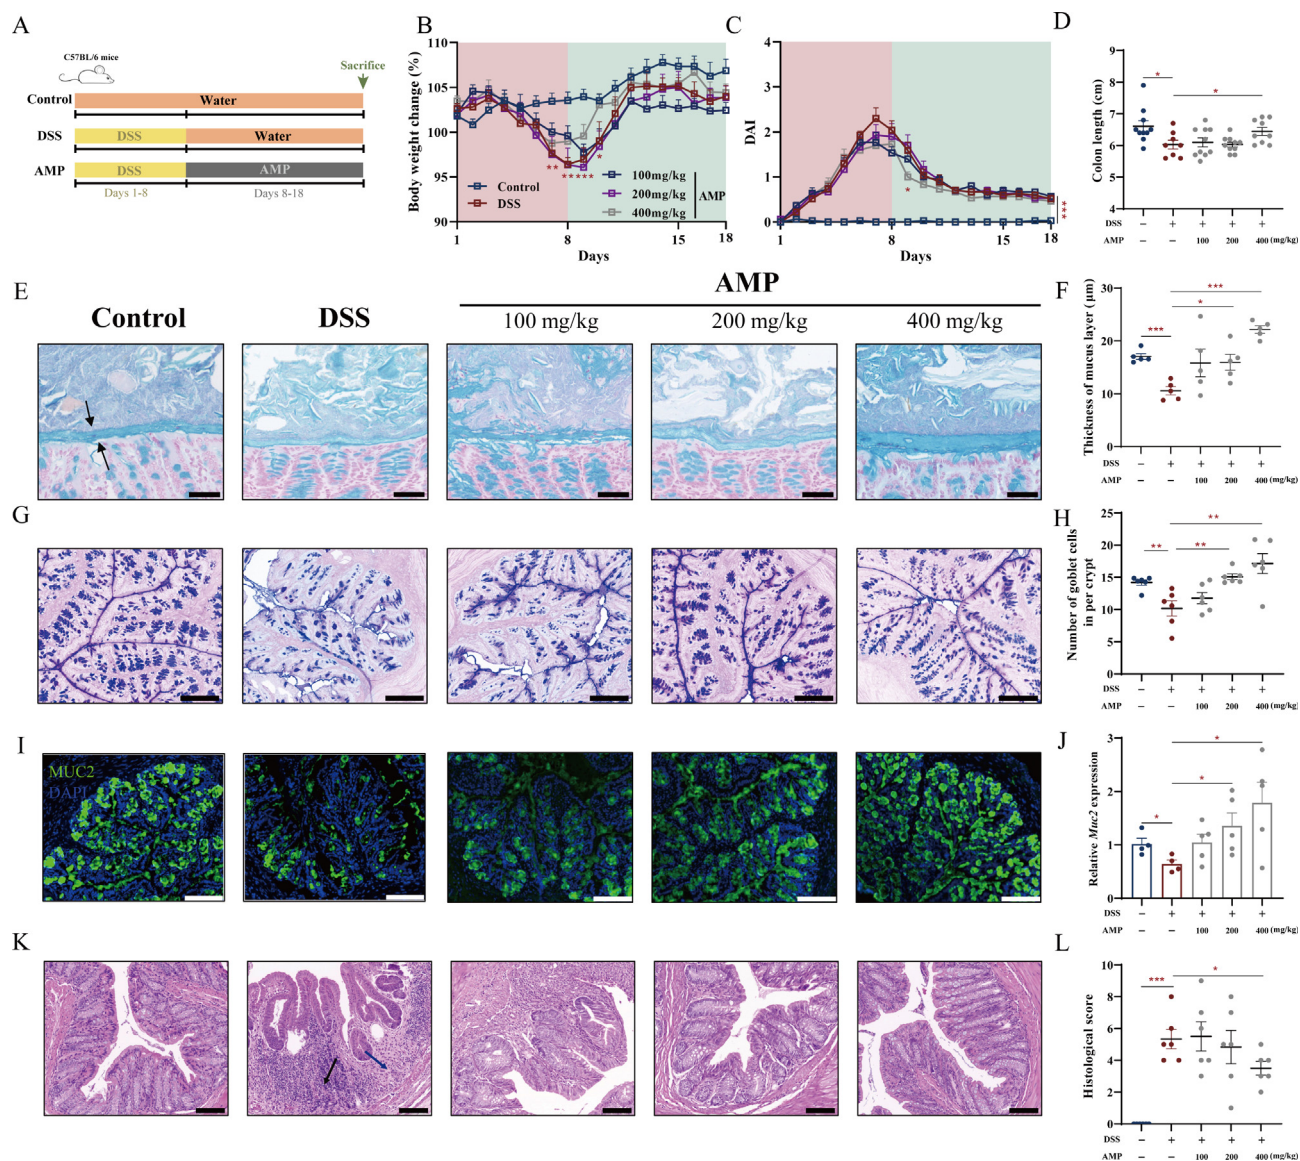 A
C57BL/6 mice
Sacrifice
Control
Water
DSS
DSS
Water
AMP
DSS
AMP
Days 1-8
Days 8-18
B
Body weight change (%)
110
105
100
95
90
1
8
15
18
Days
Control
DSS
100mg/kg
200mg/kg
400mg/kg
AMP
**
*****
*
C
DAI
4
3
2
1
0
1
8
15
18
Days
*
***
D
Colon length (cm)
10
9
8
7
6
5
4
*
*
DSS – + + + +
AMP – – 100 200 400 (mg/kg)
E
AMP
Control
DSS
100 mg/kg
200 mg/kg
400 mg/kg
F
Thickness of mucus layer (μm)
30
20
10
0
***
*
***
DSS – + + + +
AMP – – 100 200 400 (mg/kg)
G
H
Number of goblet cells
in per crypt
25
20
15
10
5
0
**
**
**
DSS – + + + +
AMP – – 100 200 400 (mg/kg)
I
MUC2
DAPI
J
Relative Muc2 expression
3
2
1
0
*
*
*
DSS – + + + +
AMP – – 100 200 400 (mg/kg)
K
L
Histological score
10
8
6
4
2
0
***
*
DSS – + + + +
AMP – – 100 200 400 (mg/kg)